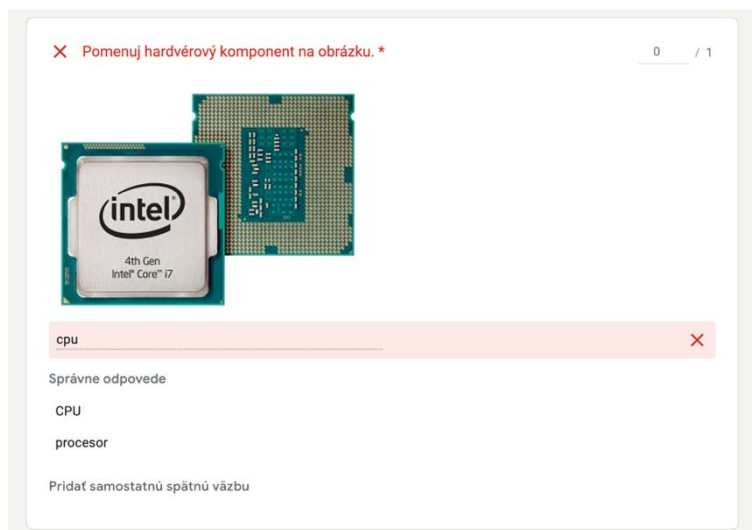 Pomenuj hardvérový komponent na obrázku. *
0 / 1
intel
4th Gen
Intel® Core™ i7
cpu
Správne odpovede
CPU
procesor
Pridať samostatnú spätnú väzbu